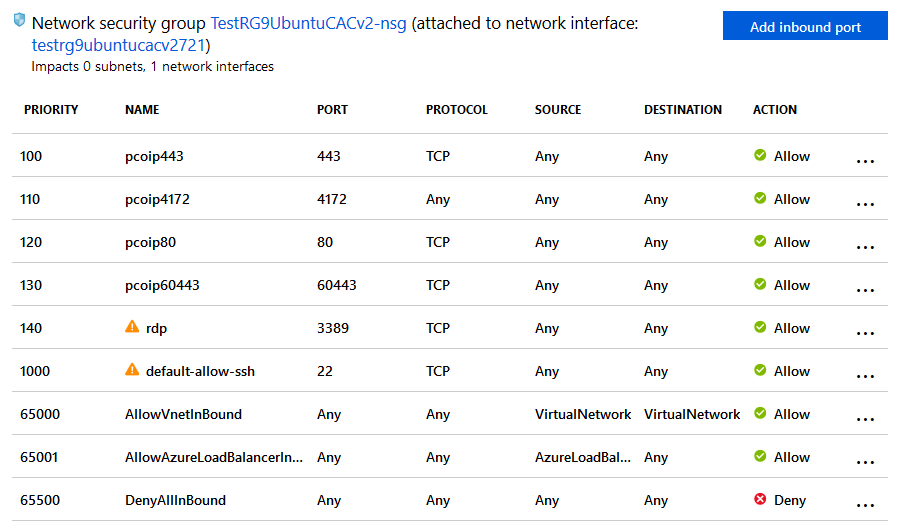 Network security group TestRG9UbuntuCACv2-nsg (attached to network interface:
testrg9ubuntucacv2721)
Impacts 0 subnets, 1 network interfaces
Add inbound port
PRIORITY NAME PORT PROTOCOL SOURCE DESTINATION ACTION
100 pcoip443 443 TCP Any Any Allow ...
110 pcoip4172 4172 Any Any Any Allow ...
120 pcoip80 80 TCP Any Any Allow ...
130 pcoip60443 60443 TCP Any Any Allow ...
140 rdp 3389 TCP Any Any Allow ...
1000 default-allow-ssh 22 TCP Any Any Allow ...
65000 AllowVnetInBound Any Any VirtualNetwork VirtualNetwork Allow ...
65001 AllowAzureLoadBalancerIn... Any Any AzureLoadBal... Any Allow ...
65500 DenyAllInBound Any Any Any Any Deny ...